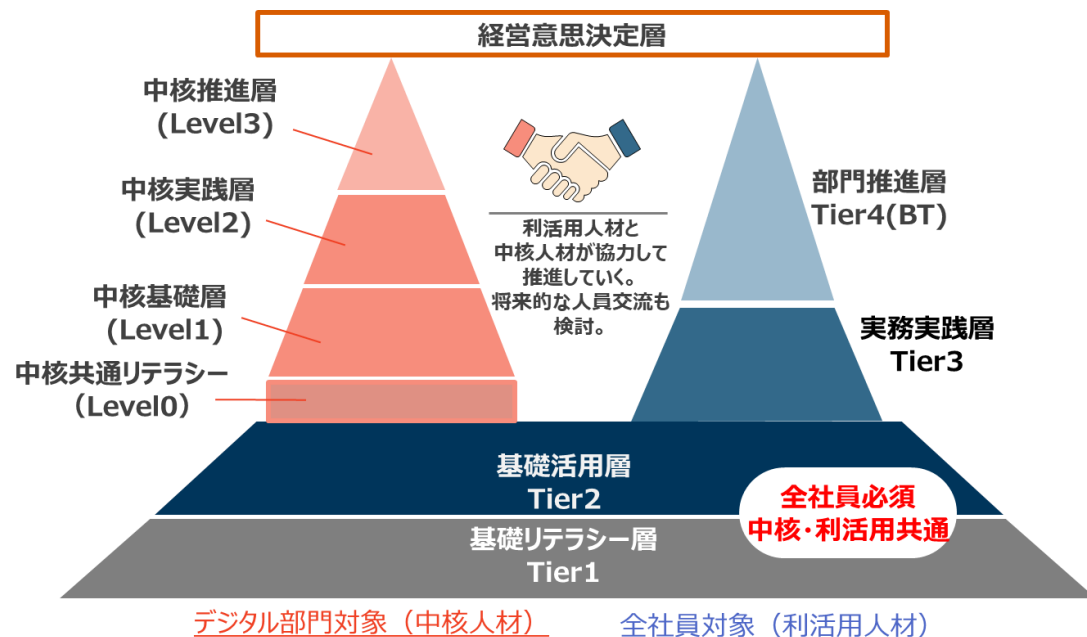 経営意思決定層
中核推進層
(Level3)
中核実践層
(Level2)
中核基礎層
(Level1)
中核共通リテラシー
（Level0）
利活用人材と
中核人材が協力して
推進していく。
将来的な人員交流も
検討。
部門推進層
Tier4(BT)
実務実践層
Tier3
基礎活用層
Tier2
全社員必須
中核・利活用共通
基礎リテラシー層
Tier1
デジタル部門対象（中核人材）
全社員対象（利活用人材）